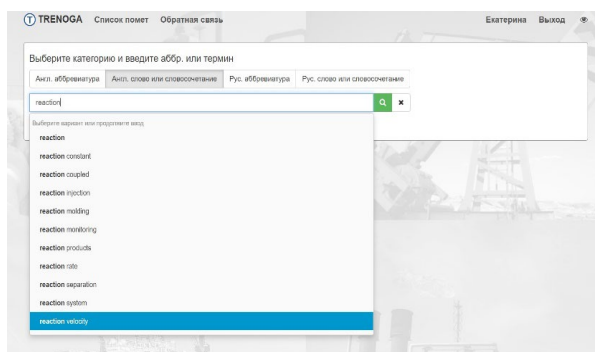 TRENOGA Список помет Обратная связь Екатерина Выход
Выберите категорию и введите аббр. или термин
Англ. аббревиатура Англ. слово или словосочетание Рус. аббревиатура Рус. слово или словосочетание
reaction
Выберите вариант или продолжите ввод
reaction
reaction constant
reaction coupled
reaction injection
reaction molding
reaction monitoring
reaction products
reaction rate
reaction separation
reaction system
reaction velocity